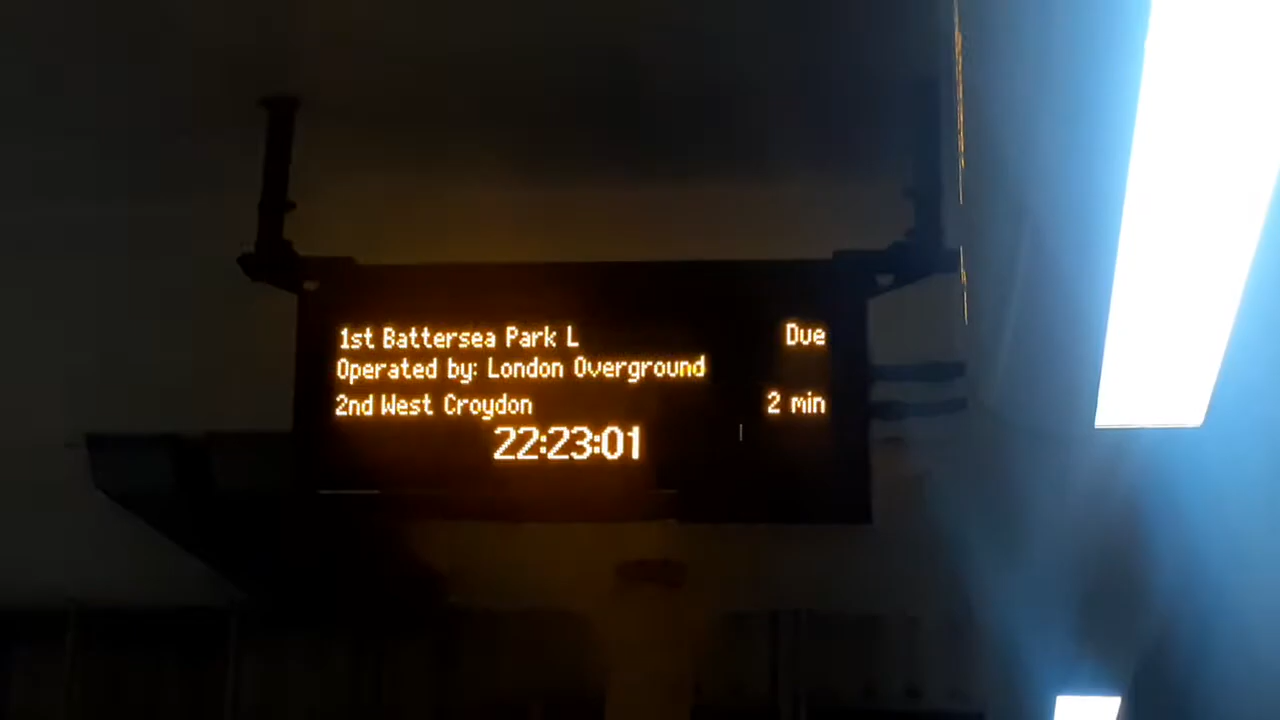 1st Battersea Park L Due
Operated by: London Overground
2nd West Croydon 2 min
22:23:01